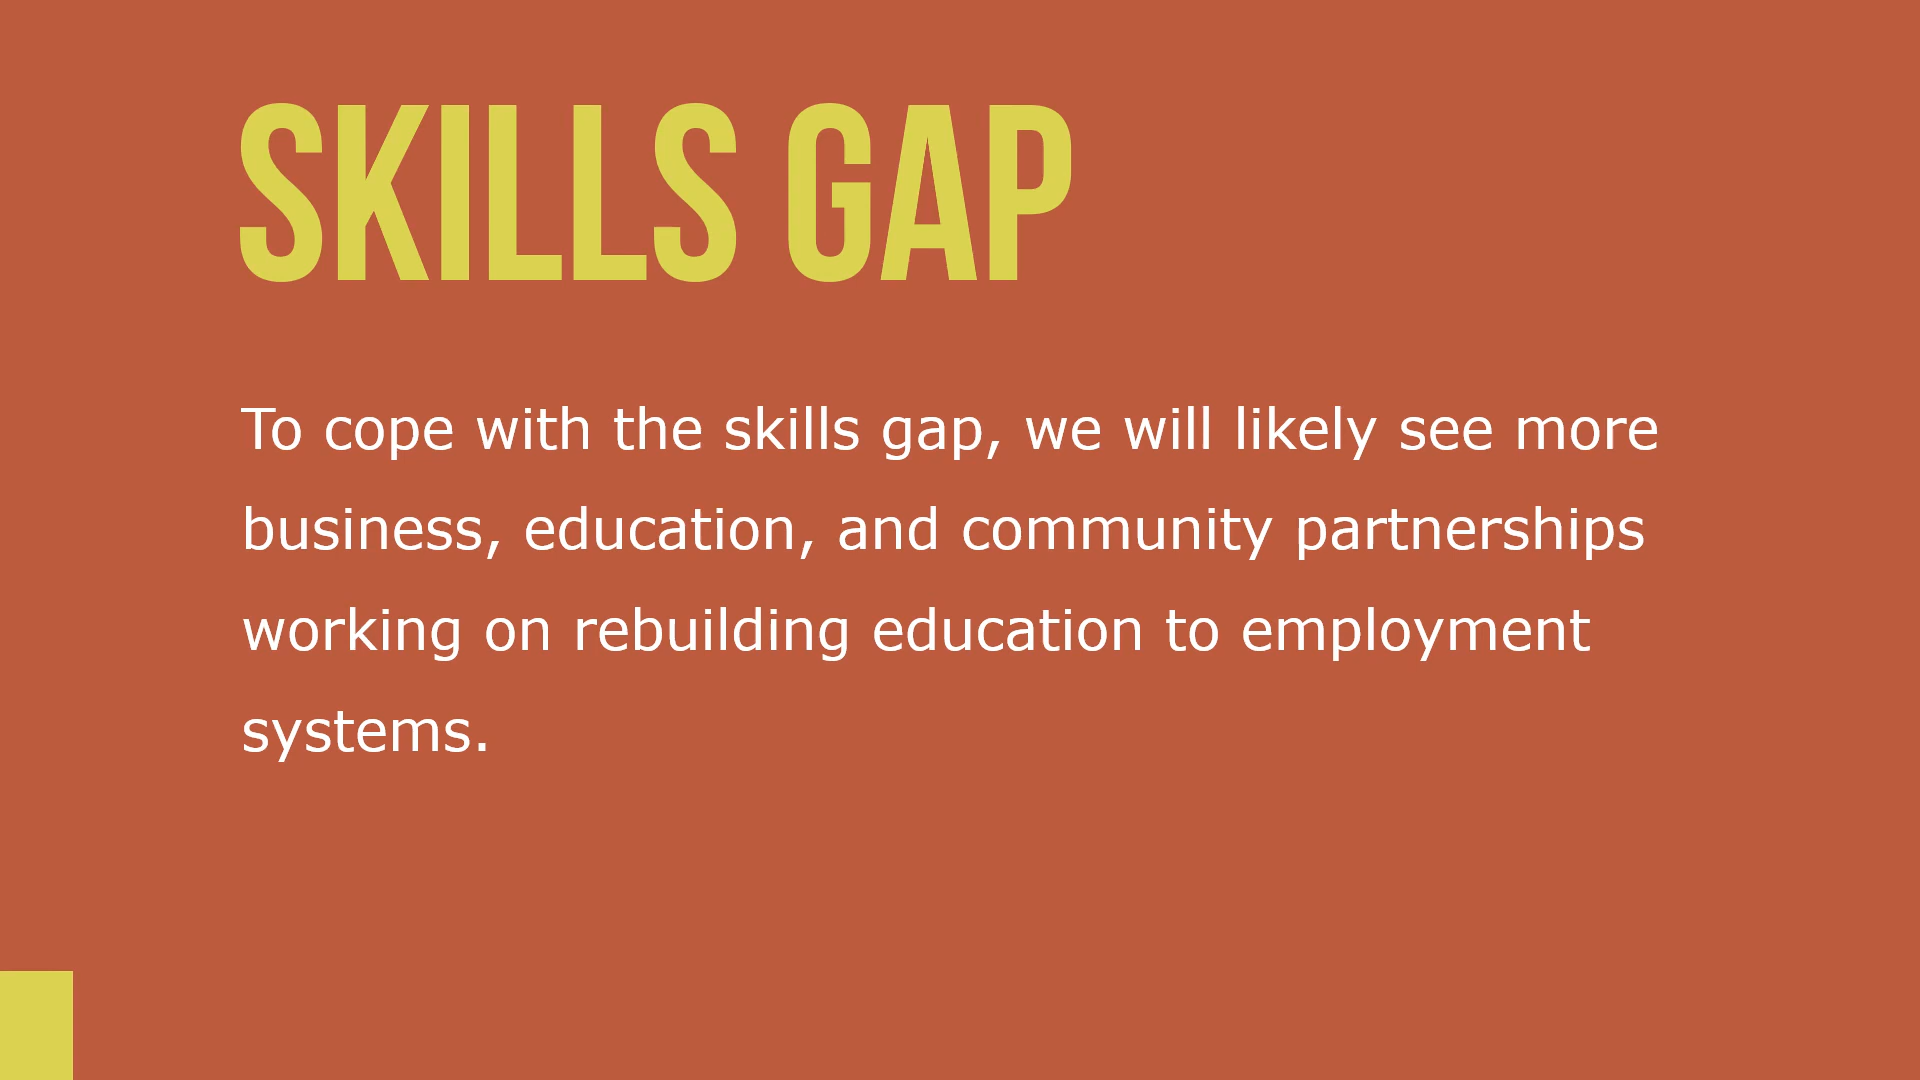 SKILLS GAP
To cope with the skills gap, we will likely see more
business, education, and community partnerships
working on rebuilding education to employment
systems.